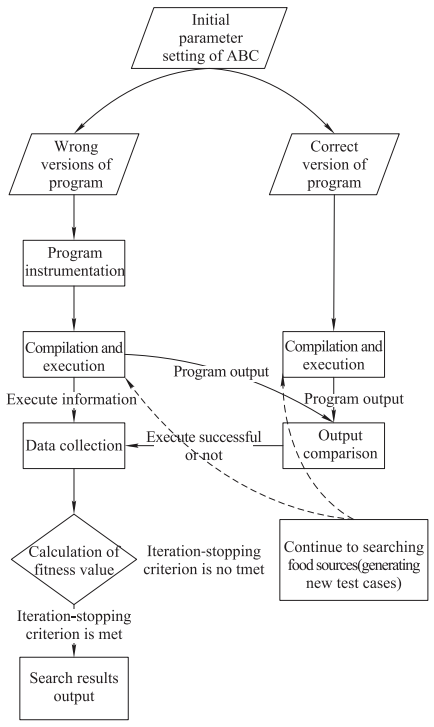 Initial
parameter
setting of ABC
Wrong
versions of
program
Correct
version of
program
Program
instrumentation
Compilation and
execution
Compilation and
execution
Program output
Execute information
Program output
Data collection
Execute successful
or not
Output
comparison
Calculation of
fitness value
Iteration-stopping
criterion is no tmet
Continue to searching
food sources(generating
new test cases)
Iteration-stopping
criterion is met
Search results
output